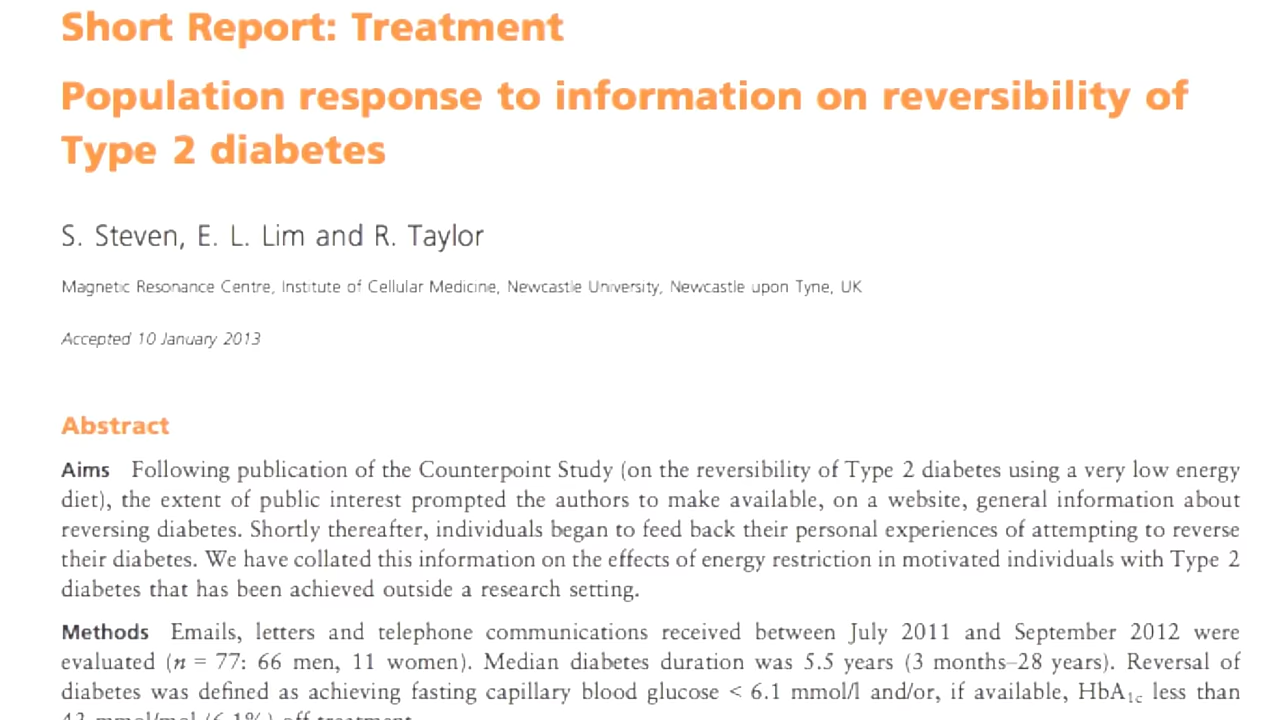 Short Report: Treatment
Population response to information on reversibility of
Type 2 diabetes
S. Steven, E. L. Lim and R. Taylor
Magnetic Resonance Centre, Institute of Cellular Medicine, Newcastle University, Newcastle upon Tyne, UK
Accepted 10 January 2013
Abstract
Aims Following publication of the Counterpoint Study (on the reversibility of Type 2 diabetes using a very low energy
diet), the extent of public interest prompted the authors to make available, on a website, general information about
reversing diabetes. Shortly thereafter, individuals began to feed back their personal experiences of attempting to reverse
their diabetes. We have collated this information on the effects of energy restriction in motivated individuals with Type 2
diabetes that has been achieved outside a research setting.
Methods Emails, letters and telephone communications received between July 2011 and September 2012 were
evaluated (n = 77: 66 men, 11 women). Median diabetes duration was 5.5 years (3 months–28 years). Reversal of
diabetes was defined as achieving fasting capillary blood glucose < 6.1 mmol/l and/or, if available, HbA1c less than
43 mmol/mol (6.1%) off treatment.